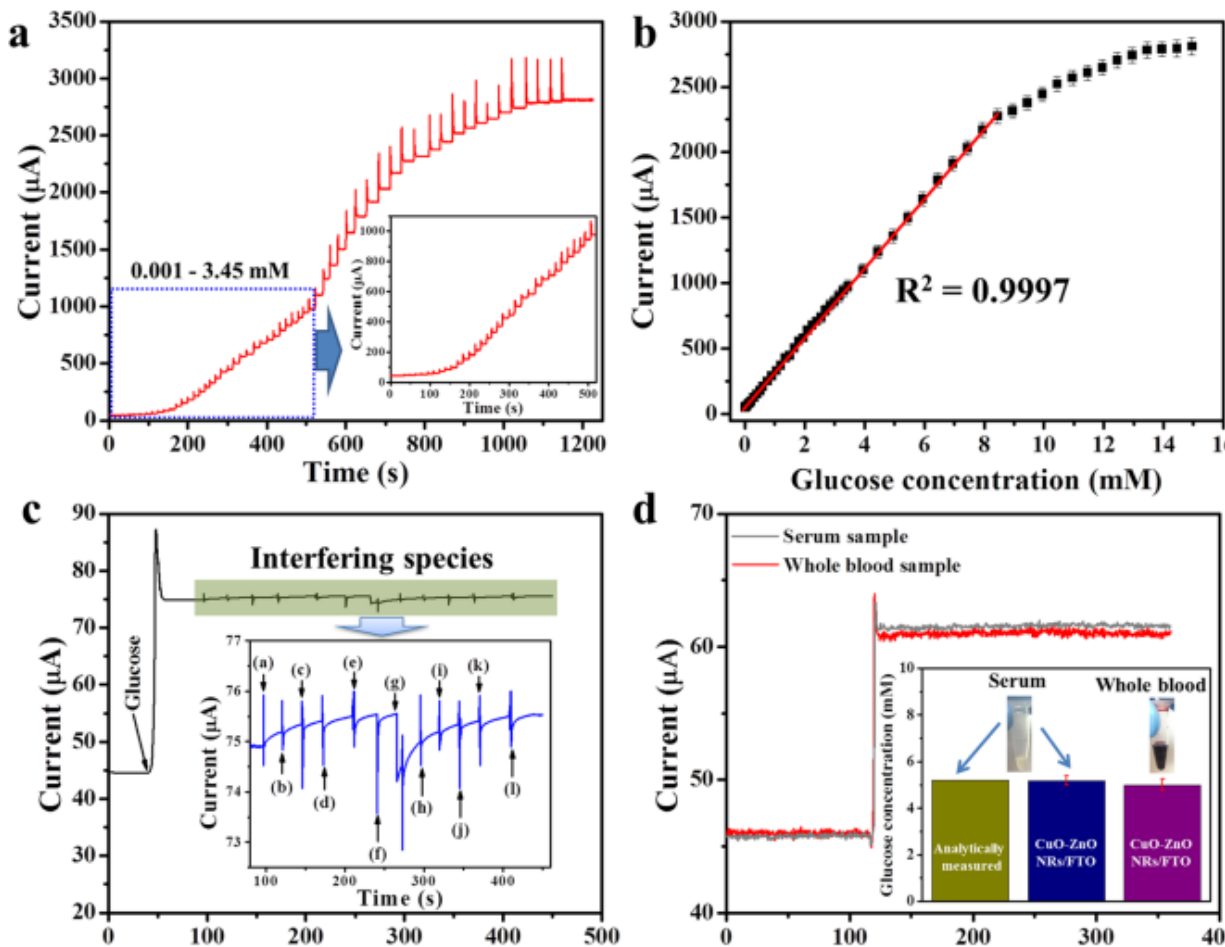 a
3500
3000
2500
2000
1500
1000
500
0
Current (µA)
0.001 - 3.45 mM
0 200 400 600 800 1000 1200
Time (s)
1000
800
600
400
200
0
Current (µA)
0 100 200 300 400 500
Time (s)
b
3000
2500
2000
1500
1000
500
0
Current (µA)
R² = 0.9997
0 2 4 6 8 10 12 14 16
Glucose concentration (mM)
c
90
80
70
60
50
40
30
20
Current (µA)
Interfering species
Glucose
77
76
75
74
73
Current (µA)
(a) (c) (e) (g) (i) (k)
(b) (d) (f) (h) (j) (l)
100 200 300 400
Time (s)
0 100 200 300 400 500
d
70
60
50
40
Current (µA)
Serum sample
Whole blood sample
10
8
6
4
2
0
Glucose concentration (mM)
Serum Whole blood
Analytically measured
CuO-ZnO NRs/FTO
CuO-ZnO NRs/FTO
0 100 200 300